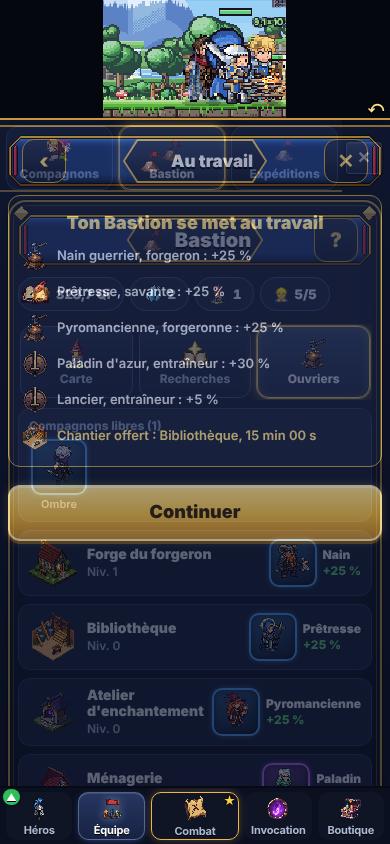 Compagnons
Bastion
Expéditions
Au travail
Ton Bastion se met au travail
Bastion
?
Nain guerrier, forgeron : +25 %
Prêtresse, savante : +25 %
1
5/5
Pyromancienne, forgeronne : +25 %
Paladin d'azur, entraîneur : +30 %
Carte
Recherches
Ouvriers
Lancier, entraîneur : +5 %
Compagnons libres (1)
Chantier offert : Bibliothèque, 15 min 00 s
Ombre
Continuer
Forge du forgeron
Niv. 1
Nain
+25 %
Bibliothèque
Niv. 0
Prêtresse
+25 %
Atelier
d'enchantement
Niv. 0
Pyromancienne
+25 %
Ménagerie
Paladin
Héros
Équipe
Combat
Invocation
Boutique